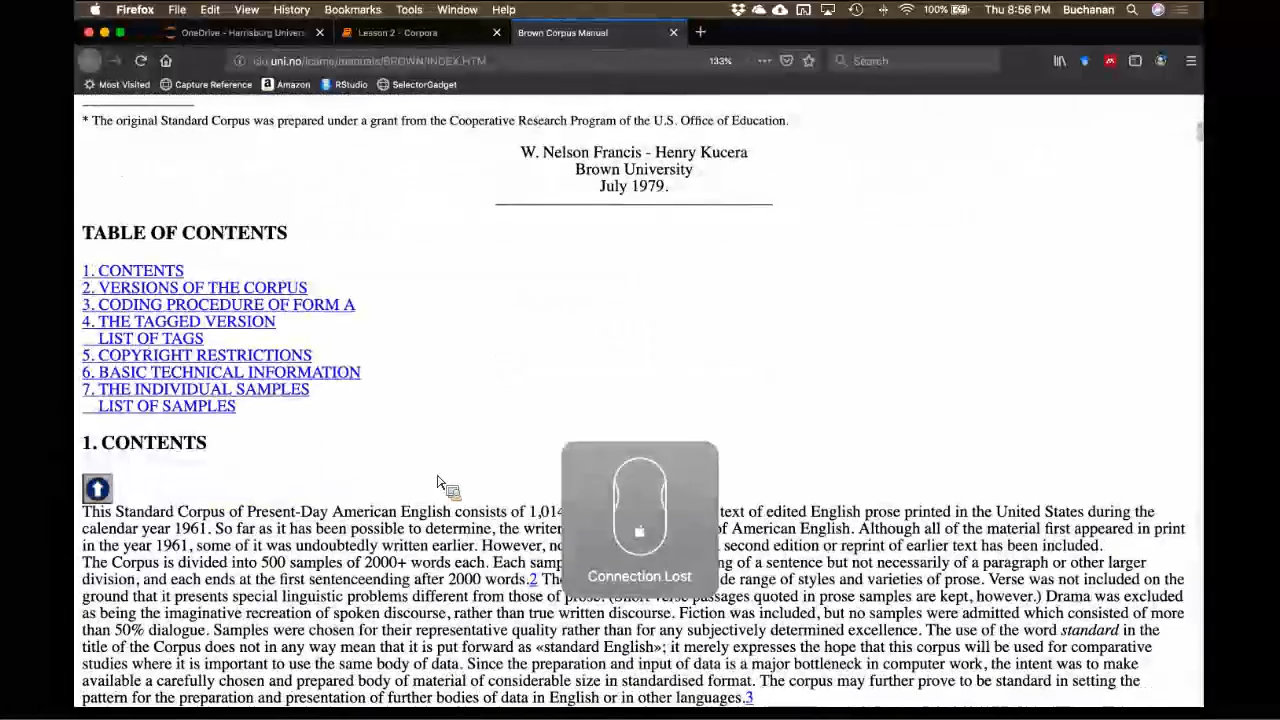 Firefox File Edit View History Bookmarks Tools Window Help 100% Thu 8:56 PM Buchanan
OneDrive - Harrisburg Univers Lesson 2 - Corpora Brown Corpus Manual
uni.no/icame/manuals/BROWN/INDEX.HTM 133% Search
Most Visited Capture Reference Amazon RStudio SelectorGadget
* The original Standard Corpus was prepared under a grant from the Cooperative Research Program of the U.S. Office of Education.
W. Nelson Francis - Henry Kucera
Brown University
July 1979.
TABLE OF CONTENTS
1. CONTENTS
2. VERSIONS OF THE CORPUS
3. CODING PROCEDURE OF FORM A
4. THE TAGGED VERSION
LIST OF TAGS
5. COPYRIGHT RESTRICTIONS
6. BASIC TECHNICAL INFORMATION
7. THE INDIVIDUAL SAMPLES
LIST OF SAMPLES
1. CONTENTS
This Standard Corpus of Present-Day American English consists of 1,014 text of edited English prose printed in the United States during the
calendar year 1961. So far as it has been possible to determine, the writer of American English. Although all of the material first appeared in print
in the year 1961, some of it was undoubtedly written earlier. However, no second edition or reprint of earlier text has been included.
The Corpus is divided into 500 samples of 2000+ words each. Each samp ng of a sentence but not necessarily of a paragraph or other larger
division, and each ends at the first sentenceending after 2000 words.2 The de range of styles and varieties of prose. Verse was not included on the
Connection Lost
ground that it presents special linguistic problems different from those of prose. (Short verse passages quoted in prose samples are kept, however.) Drama was excluded
as being the imaginative recreation of spoken discourse, rather than true written discourse. Fiction was included, but no samples were admitted which consisted of more
than 50% dialogue. Samples were chosen for their representative quality rather than for any subjectively determined excellence. The use of the word standard in the
title of the Corpus does not in any way mean that it is put forward as «standard English»; it merely expresses the hope that this corpus will be used for comparative
studies where it is important to use the same body of data. Since the preparation and input of data is a major bottleneck in computer work, the intent was to make
available a carefully chosen and prepared body of material of considerable size in standardised format. The corpus may further prove to be standard in setting the
pattern for the preparation and presentation of further bodies of data in English or in other languages.3